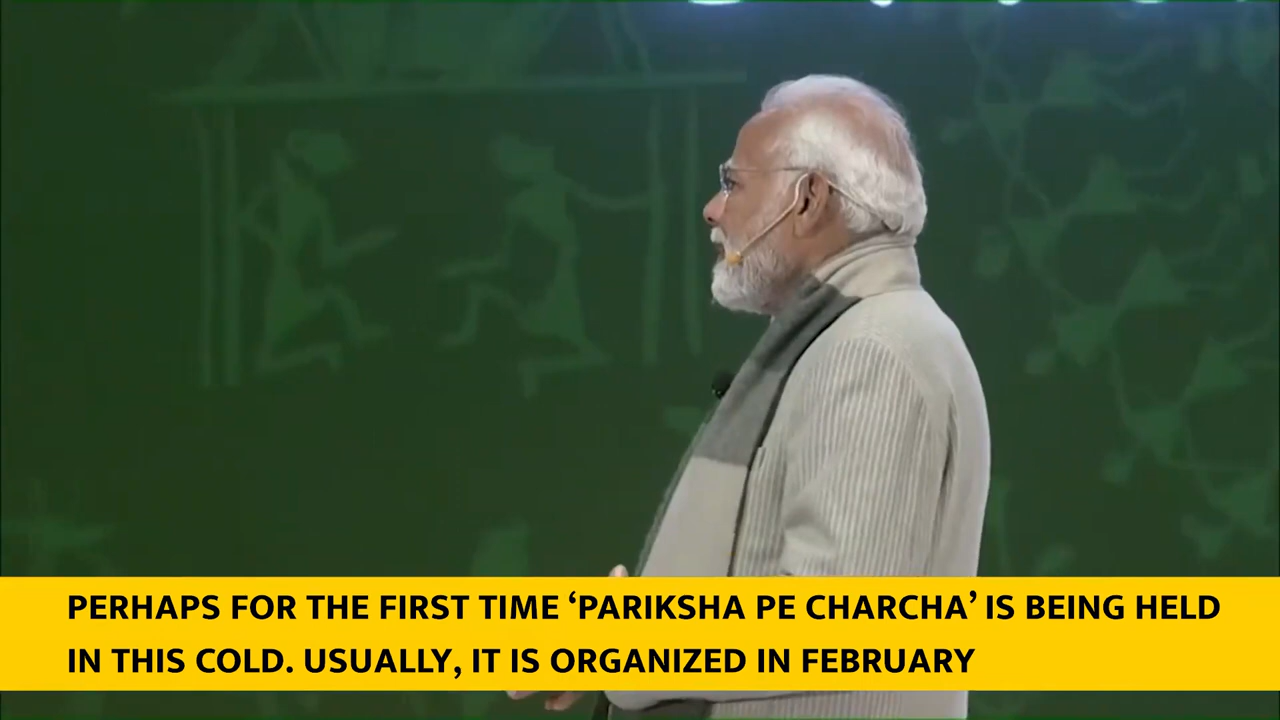 PERHAPS FOR THE FIRST TIME ‘PARIKSHA PE CHARCHA’ IS BEING HELD
IN THIS COLD. USUALLY, IT IS ORGANIZED IN FEBRUARY